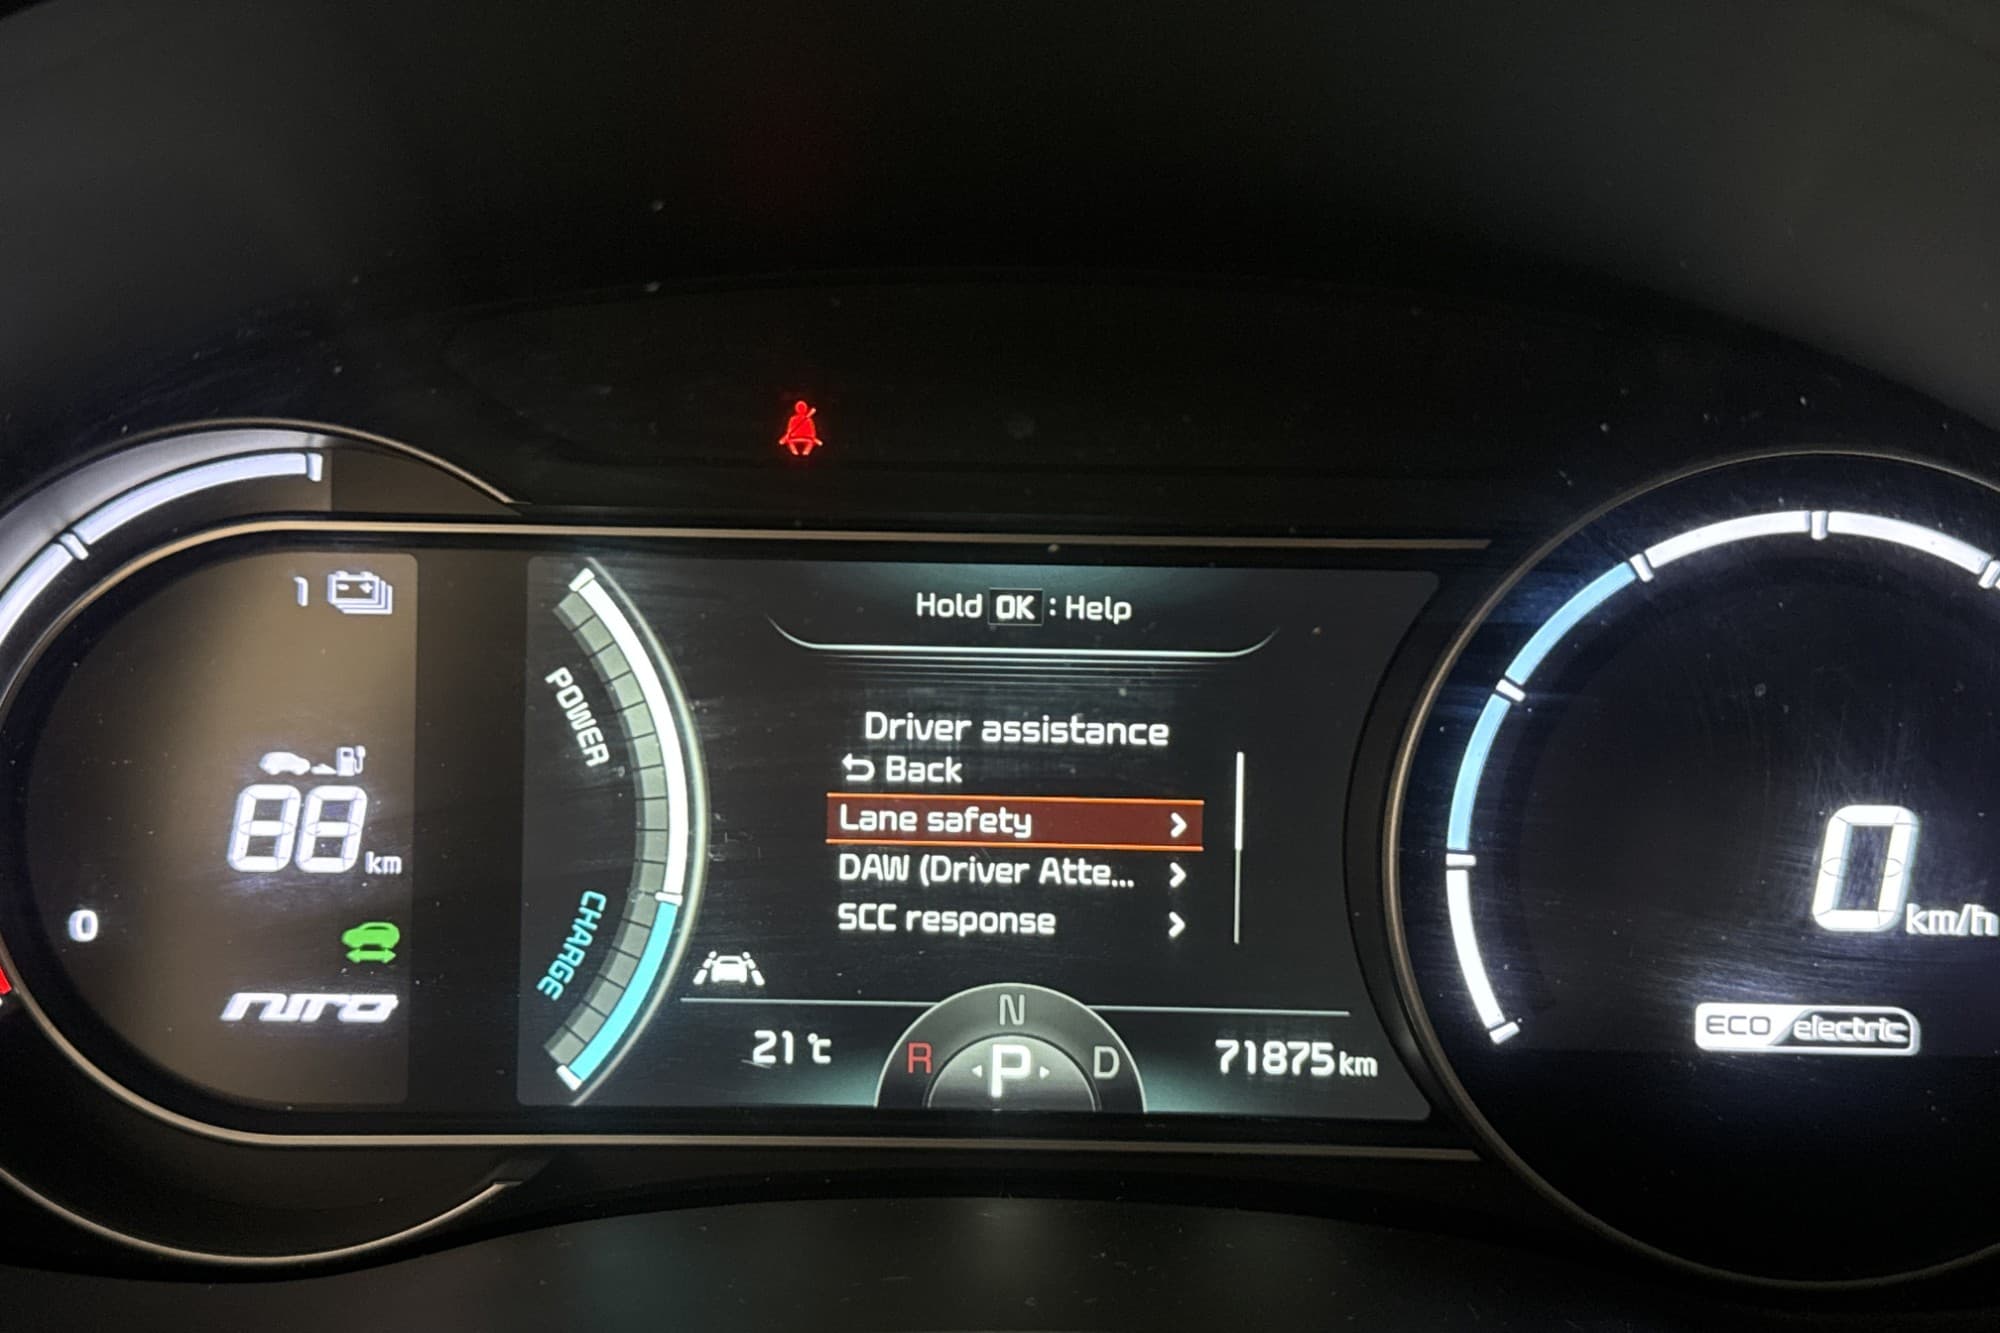 Hold OK : Help
Driver assistance
Back
Lane safety
DAW (Driver Atte...
SCC response
POWER
CHARGE
1
88 km
0
niro
21 ℃
N
R P D
71875 km
0 km/h
ECO electric